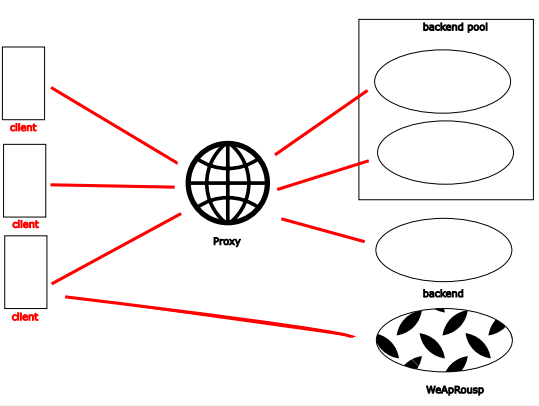 backend pool
client
client
Proxy
backend
client
WeApRousp